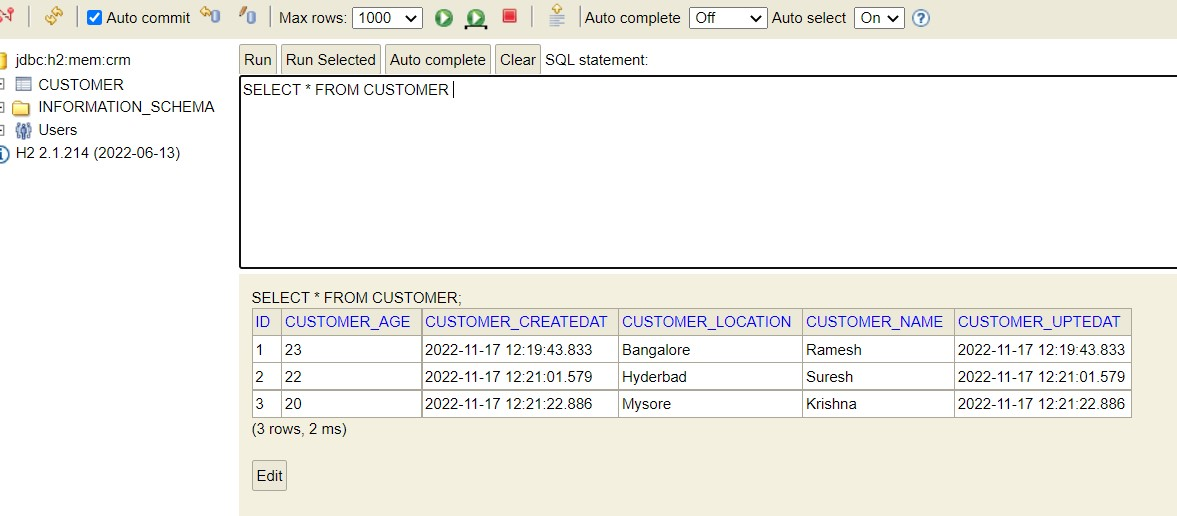 Auto commit Max rows: 1000 Auto complete Off Auto select On ?
jdbc:h2:mem:crm
CUSTOMER
INFORMATION_SCHEMA
Users
H2 2.1.214 (2022-06-13)
Run Run Selected Auto complete Clear SQL statement:
SELECT * FROM CUSTOMER
SELECT * FROM CUSTOMER;
ID CUSTOMER_AGE CUSTOMER_CREATEDAT CUSTOMER_LOCATION CUSTOMER_NAME CUSTOMER_UPTEDAT
1 23 2022-11-17 12:19:43.833 Bangalore Ramesh 2022-11-17 12:19:43.833
2 22 2022-11-17 12:21:01.579 Hyderbad Suresh 2022-11-17 12:21:01.579
3 20 2022-11-17 12:21:22.886 Mysore Krishna 2022-11-17 12:21:22.886
(3 rows, 2 ms)
Edit